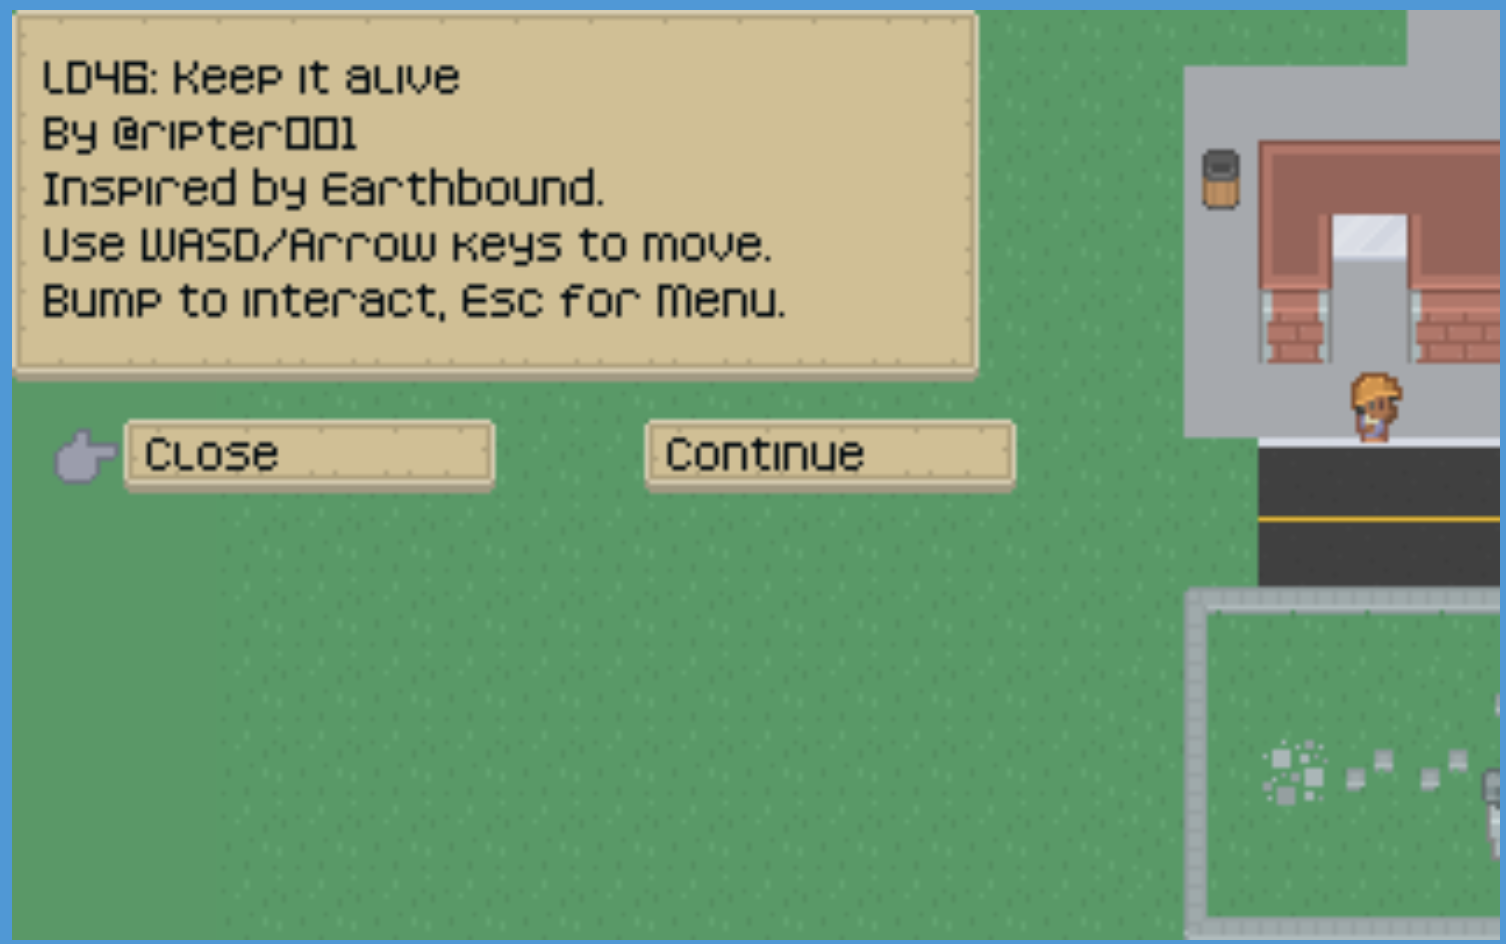 LD46: Keep it alive
By @ripter001
Inspired by Earthbound.
Use WASD/Arrow keys to move.
Bump to interact, Esc for Menu.
Close
Continue